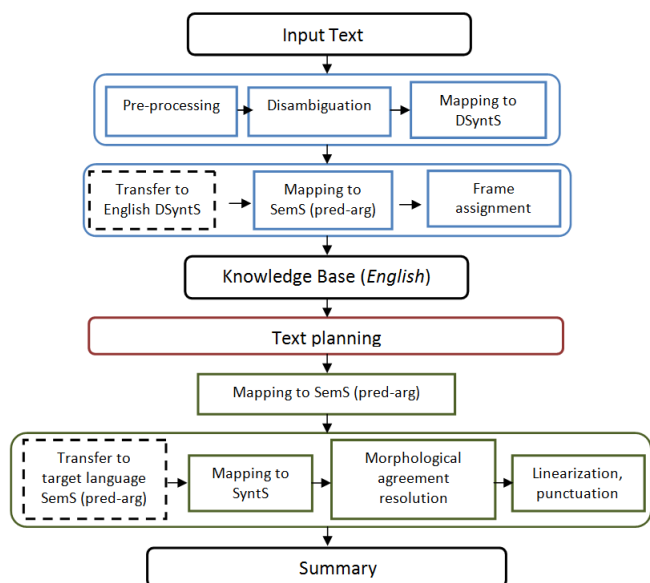 Input Text
Pre-processing
Disambiguation
Mapping to
DSyntS
Transfer to
English DSyntS
Mapping to
SemS (pred-arg)
Frame
assignment
Knowledge Base (English)
Text planning
Mapping to SemS (pred-arg)
Transfer to
target language
SemS (pred-arg)
Mapping to
SyntS
Morphological
agreement
resolution
Linearization,
punctuation
Summary